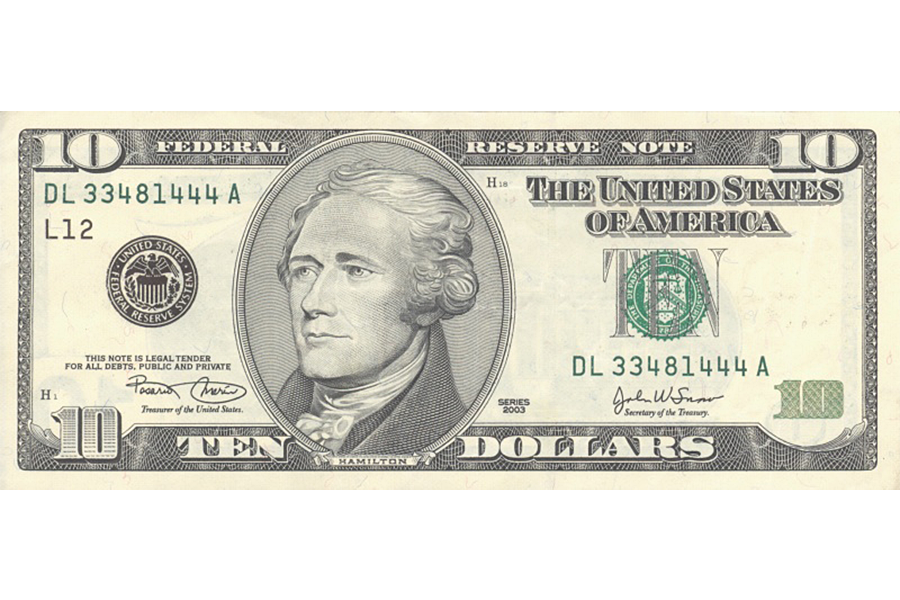 10 FEDERAL RESERVE NOTE 10
DL 33481444 A
L12
H18
THE UNITED STATES
OF AMERICA
UNITED STATES
FEDERAL RESERVE SYSTEM
TEN
THIS NOTE IS LEGAL TENDER
FOR ALL DEBTS, PUBLIC AND PRIVATE
DL 33481444 A
H1
Rosario Marin
Treasurer of the United States.
SERIES
2003
John W Snow
Secretary of the Treasury.
10
10
TEN DOLLARS
HAMILTON